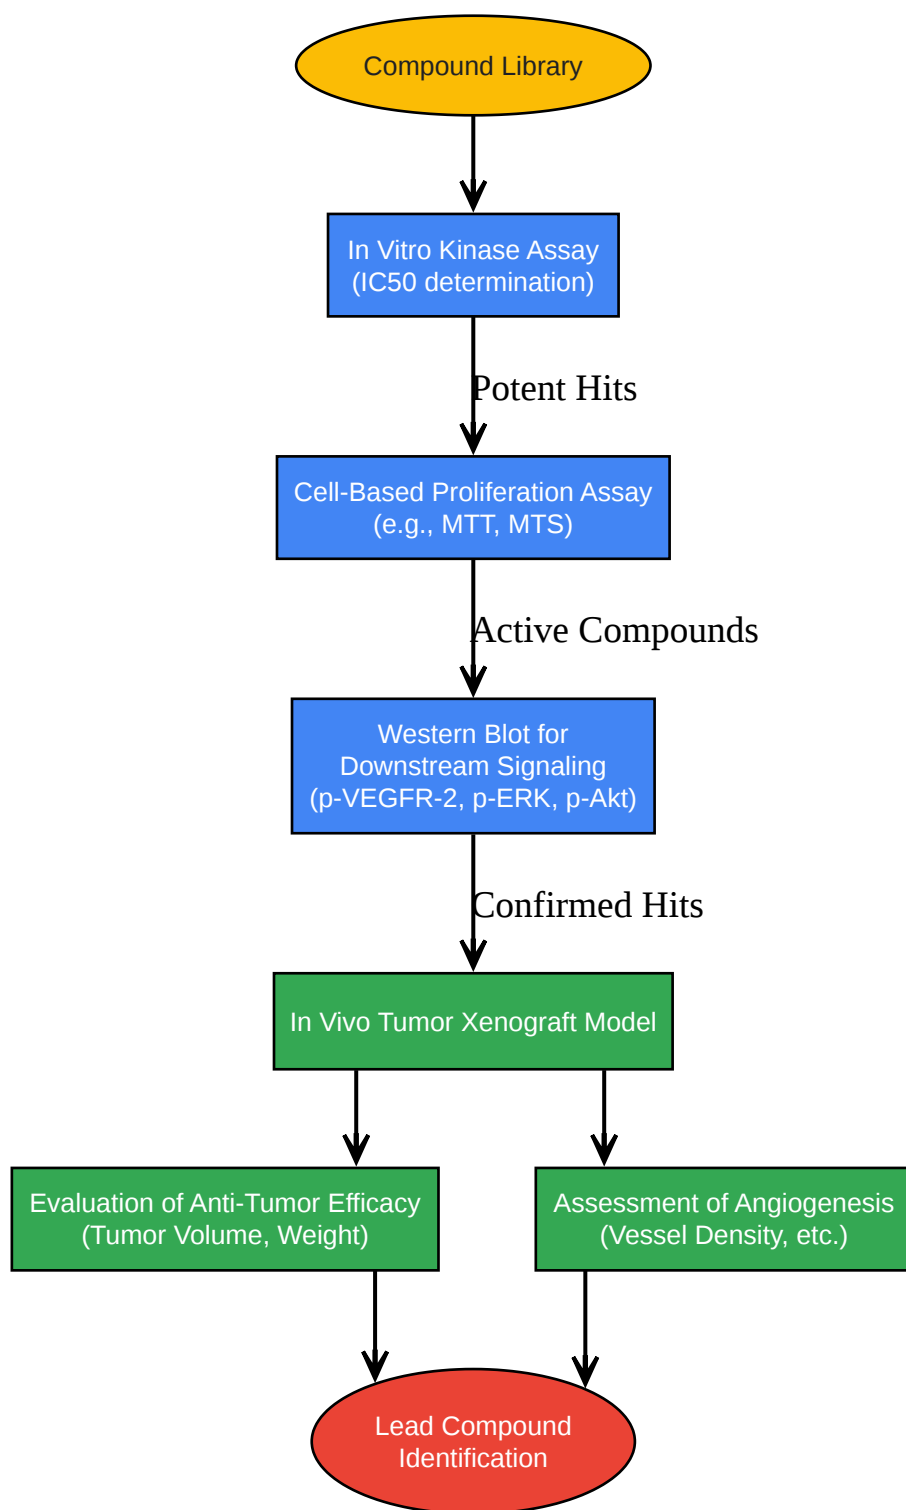 Compound Library
In Vitro Kinase Assay
(IC50 determination)
Potent Hits
Cell-Based Proliferation Assay
(e.g., MTT, MTS)
Active Compounds
Western Blot for
Downstream Signaling
(p-VEGFR-2, p-ERK, p-Akt)
Confirmed Hits
In Vivo Tumor Xenograft Model
Evaluation of Anti-Tumor Efficacy
(Tumor Volume, Weight)
Assessment of Angiogenesis
(Vessel Density, etc.)
Lead Compound
Identification